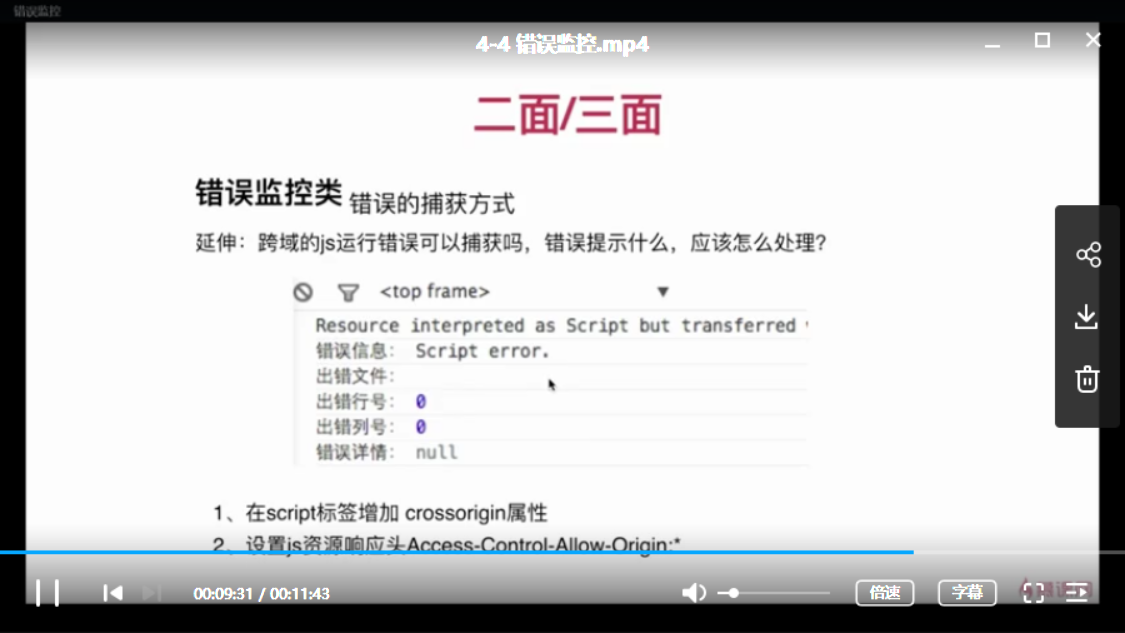 错误监控
4-4 错误监控.mp4
二面/三面
错误监控类 错误的捕获方式
延伸：跨域的js运行错误可以捕获吗，错误提示什么，应该怎么处理?
<top frame>
Resource interpreted as Script but transferred
错误信息： Script error.
出错文件：
出错行号： 0
出错列号： 0
错误详情： null
1、在script标签增加 crossorigin属性
2、设置js资源响应头Access-Control-Allow-Origin:*
00:09:31 / 00:11:43
倍速
字幕